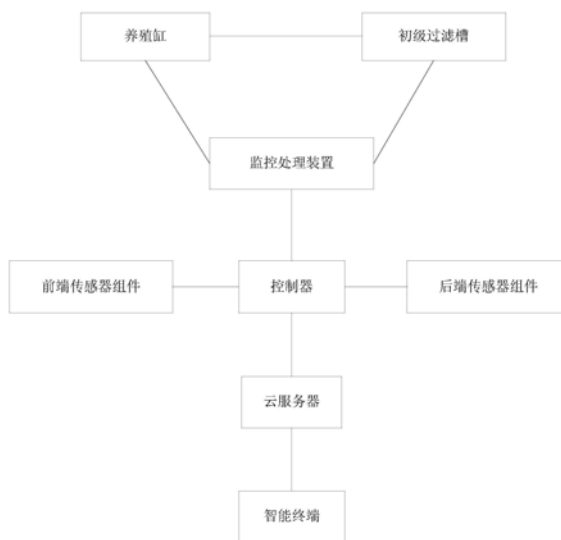 养殖缸
初级过滤槽
监控处理装置
前端传感器组件
控制器
后端传感器组件
云服务器
智能终端